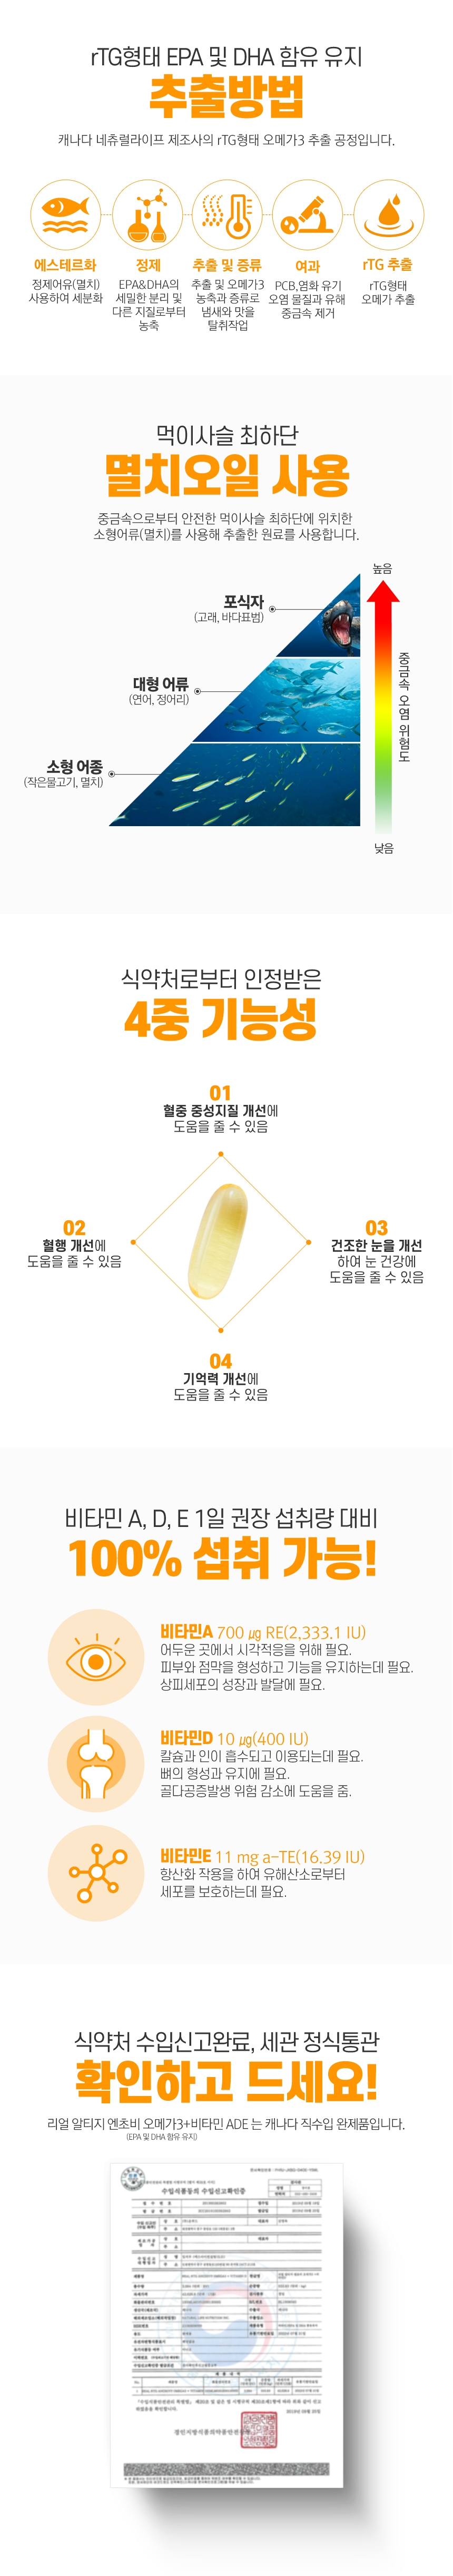 rTG형태 EPA 및 DHA 함유 유지
추출방법
캐나다 네츄럴라이프 제조사의 rTG형태 오메가3 추출 공정입니다.
에스테르화
정제어유(멸치)
사용하여 세분화
정제
EPA&DHA의
세밀한 분리 및
다른 지질로부터
농축
추출 및 증류
추출 및 오메가3
농축과 증류로
냄새와 맛을
탈취작업
여과
PCB,염화 유기
오염 물질과 유해
중금속 제거
rTG 추출
rTG형태
오메가 추출
먹이사슬 최하단
멸치오일 사용
중금속으로부터 안전한 먹이사슬 최하단에 위치한
소형어류(멸치)를 사용해 추출한 원료를 사용합니다.
높음
포식자
(고래, 바다표범)
대형 어류
(연어, 정어리)
소형 어종
(작은물고기, 멸치)
중금속 오염 위험도
낮음
식약처로부터 인정받은
4중 기능성
01
혈중 중성지질 개선에
도움을 줄 수 있음
02
혈행 개선에
도움을 줄 수 있음
03
건조한 눈을 개선
하여 눈 건강에
도움을 줄 수 있음
04
기억력 개선에
도움을 줄 수 있음
비타민 A, D, E 1일 권장 섭취량 대비
100% 섭취 가능!
비타민A 700 ㎍ RE(2,333.1 IU)
어두운 곳에서 시각적응을 위해 필요.
피부와 점막을 형성하고 기능을 유지하는데 필요.
상피세포의 성장과 발달에 필요.
비타민D 10 ㎍(400 IU)
칼슘과 인이 흡수되고 이용되는데 필요.
뼈의 형성과 유지에 필요.
골다공증발생 위험 감소에 도움을 줌.
비타민E 11 mg a-TE(16.39 IU)
항산화 작용을 하여 유해산소로부터
세포를 보호하는데 필요.
식약처 수입신고완료, 세관 정식통관
확인하고 드세요!
리얼 알티지 엔초비 오메가3+비타민 ADE 는 캐나다 직수입 완제품입니다.
(EPA 및 DHA 함유 유지)
수입식품등의 수입신고확인증